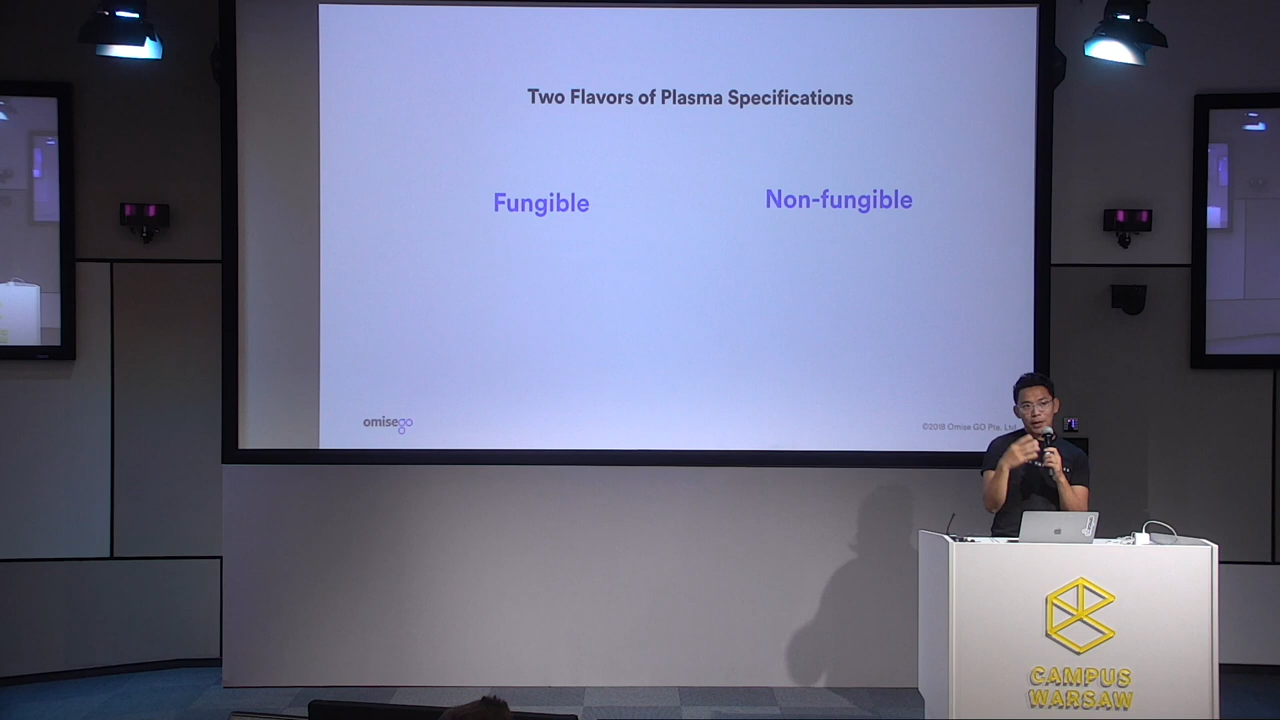 Two Flavors of Plasma Specifications
Fungible
Non-fungible
omisego
©2018 Omise GO Pte. Ltd
CAMPUS
WARSAW